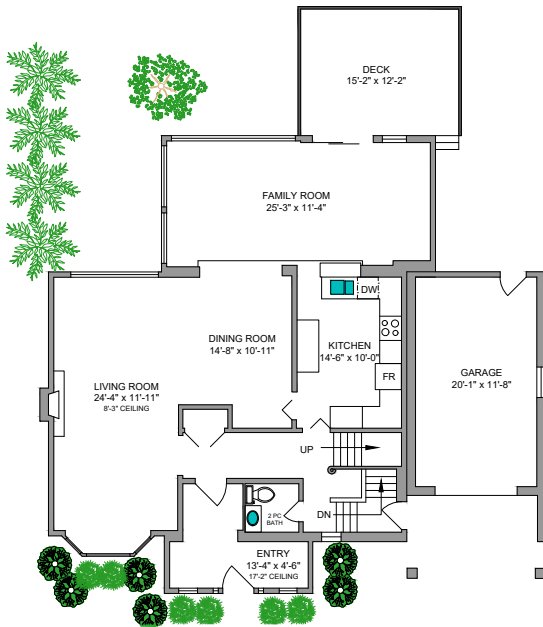 DECK
15'-2" x 12'-2"
FAMILY ROOM
25'-3" x 11'-4"
DW
DINING ROOM
14'-8" x 10'-11"
KITCHEN
14'-6" x 10'-0"
FR
GARAGE
20'-1" x 11'-8"
LIVING ROOM
24'-4" x 11'-11"
8'-3" CEILING
UP
DN
2 PC
BATH
ENTRY
13'-4" x 4'-6"
17'-2" CEILING